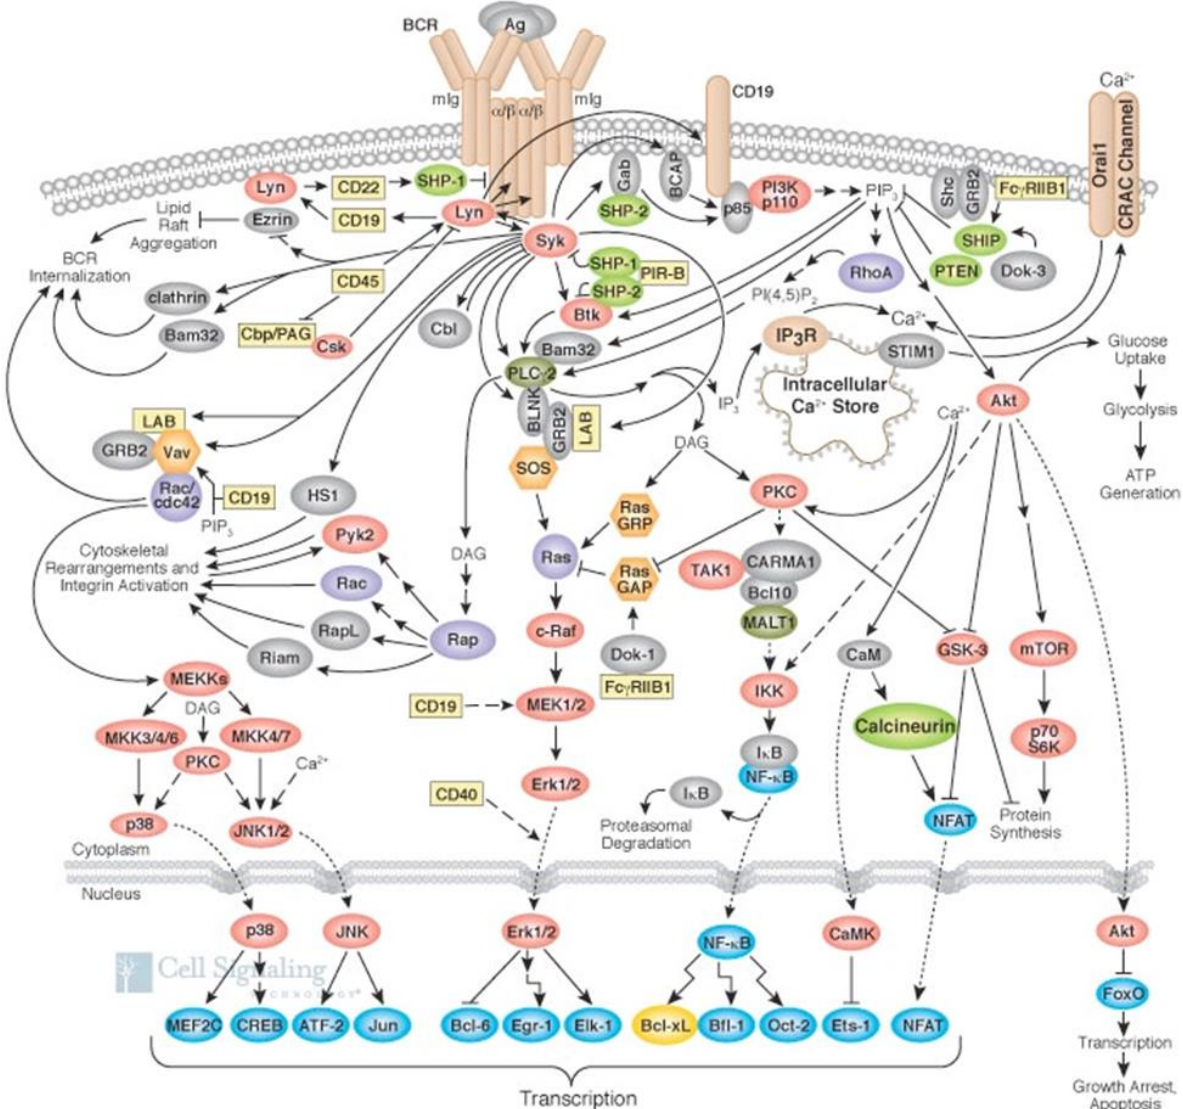 Ag
BCR
mIg
α/β α/β
mIg
CD19
Ca²⁺
Orai1
CRAC Channel
Lyn
CD22
SHP-1
Gab
BCAP
PI3K
p110
p85
PIP₃
Shc
GRB2
FcγRIIB1
Lipid
Raft
Aggregation
Ezrin
CD19
Lyn
SHP-2
SHIP
BCR
Internalization
Syk
SHP-1
PIR-B
SHP-2
RhoA
PTEN
Dok-3
CD45
clathrin
Btk
PI(4,5)P₂
Ca²⁺
Bam32
Cbp/PAG
Csk
Cbl
Bam32
IP3R
STIM1
Glucose
Uptake
PLCγ2
Intracellular
Ca²⁺ Store
Akt
IP₃
BLNK
GRB2
LAB
Ca²⁺
Glycolysis
LAB
GRB2
Vav
DAG
SOS
ATP
Generation
Rac/
cdc42
CD19
PIP₃
HS1
PKC
Ras
GRP
Pyk2
Cytoskeletal
Rearrangements and
Integrin Activation
DAG
Ras
CARMA1
TAK1
Ras
GAP
Rac
Bcl10
MALT1
RapL
Rap
c-Raf
Riam
Dok-1
CaM
GSK-3
mTOR
FcγRIIB1
MEKKs
DAG
CD19
MEK1/2
IKK
Calcineurin
MKK3/4/6
MKK4/7
p70
S6K
PKC
Ca²⁺
IκB
NF-κB
Erk1/2
CD40
IκB
p38
JNK1/2
Proteasomal
Degradation
NFAT
Protein
Synthesis
Cytoplasm
Nucleus
p38
JNK
Erk1/2
NF-κB
CaMK
Akt
Cell Signaling
TECHNOLOGY®
FoxO
MEF2C
CREB
ATF-2
Jun
Bcl-6
Egr-1
Elk-1
Bcl-xL
Bfl-1
Oct-2
Ets-1
NFAT
Transcription
Transcription
Growth Arrest,
Apoptosis